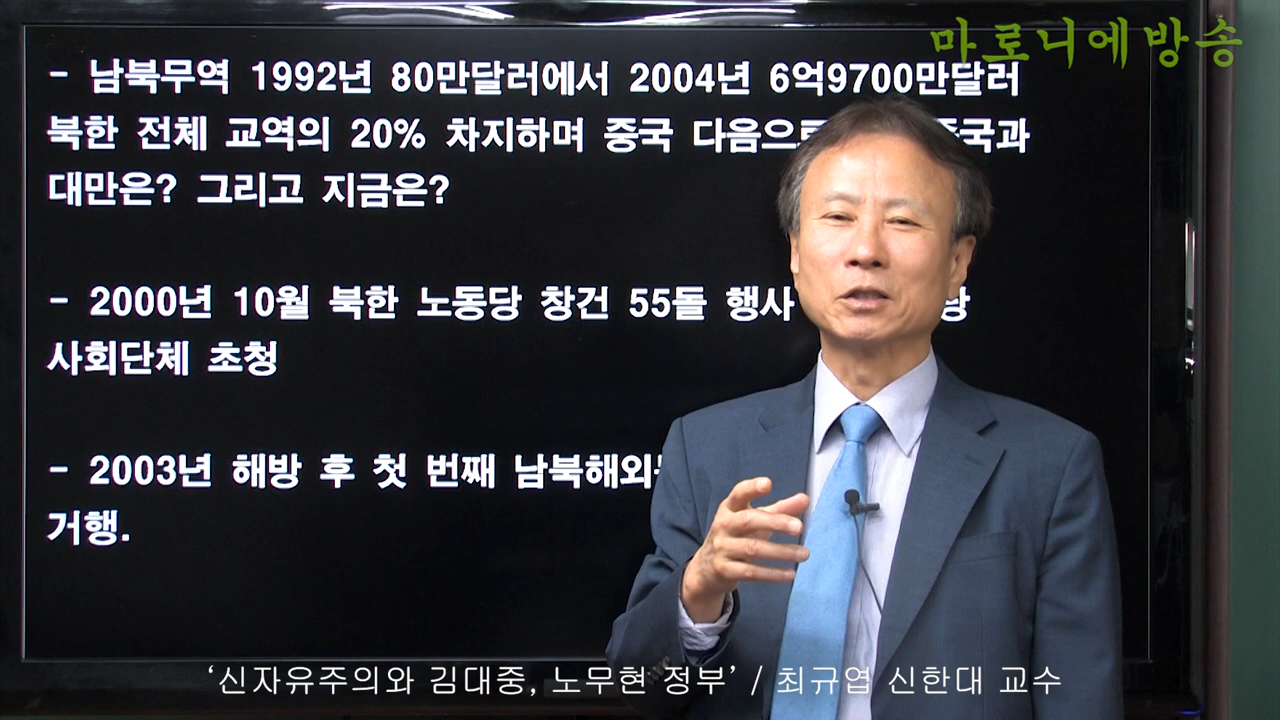 마로니에방송
- 남북무역 1992년 80만달러에서 2004년 6억9700만달러
북한 전체 교역의 20% 차지하며 중국 다음으로
대만은? 그리고 지금은?
- 2000년 10월 북한 노동당 창건 55돌 행사
사회단체 초청
- 2003년 해방 후 첫 번째 남북해외
거행.
‘신자유주의와 김대중, 노무현 정부’ / 최규엽 신한대 교수